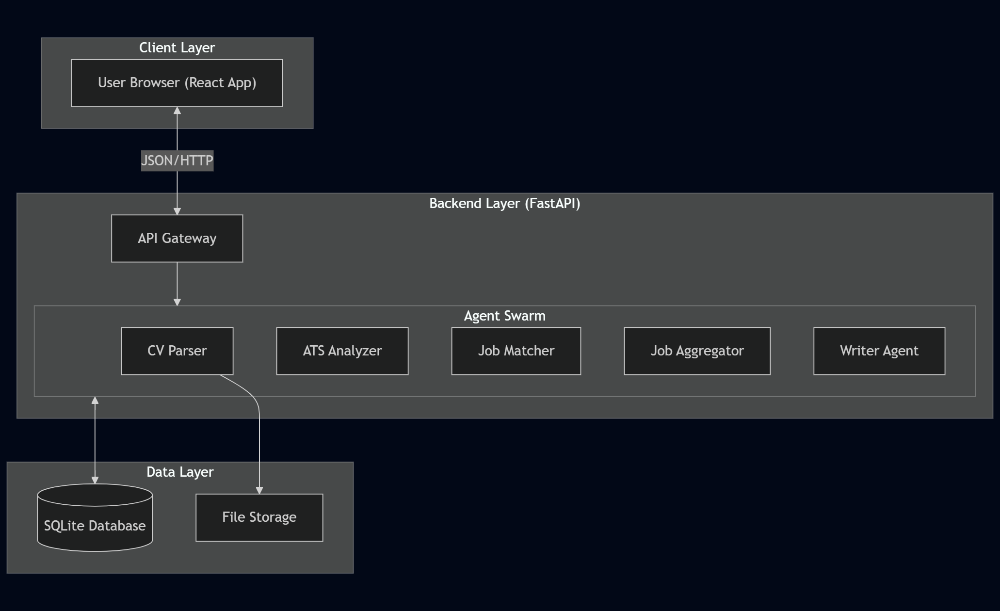 Client Layer
User Browser (React App)
JSON/HTTP
Backend Layer (FastAPI)
API Gateway
Agent Swarm
CV Parser
ATS Analyzer
Job Matcher
Job Aggregator
Writer Agent
Data Layer
SQLite Database
File Storage